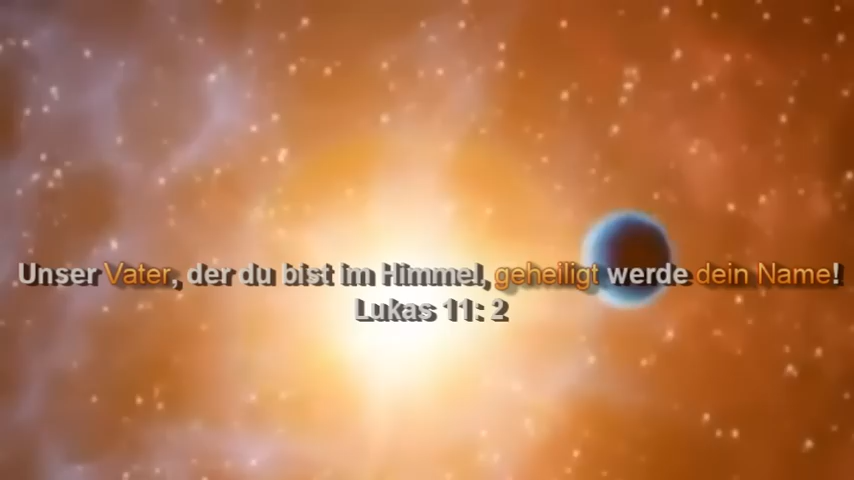 Unser Vater, der du bist im Himmel, geheiligt werde dein Name!
Lukas 11: 2